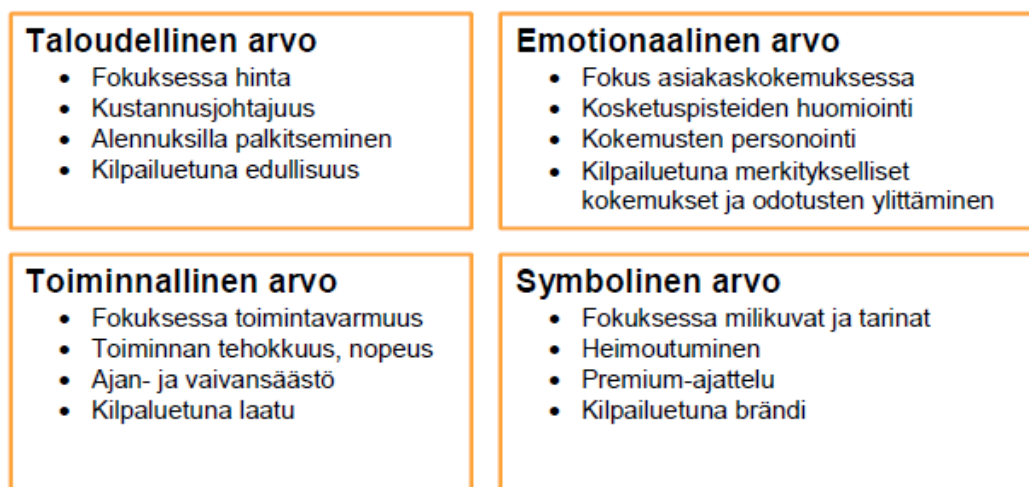 Taloudellinen arvo
• Fokuksessa hinta
• Kustannusjohtajuus
• Alennuksilla palkitseminen
• Kilpailuetuna edullisuus
Emotionaalinen arvo
• Fokus asiakaskokemuksessa
• Kosketuspisteiden huomiointi
• Kokemusten personointi
• Kilpailuetuna merkitykselliset
kokemukset ja odotusten ylittäminen
Toiminnallinen arvo
• Fokuksessa toimintavarmuus
• Toiminnan tehokkuus, nopeus
• Ajan- ja vaivansäästö
• Kilpaluetuna laatu
Symbolinen arvo
• Fokuksessa milikuvat ja tarinat
• Heimoutuminen
• Premium-ajattelu
• Kilpailuetuna brändi